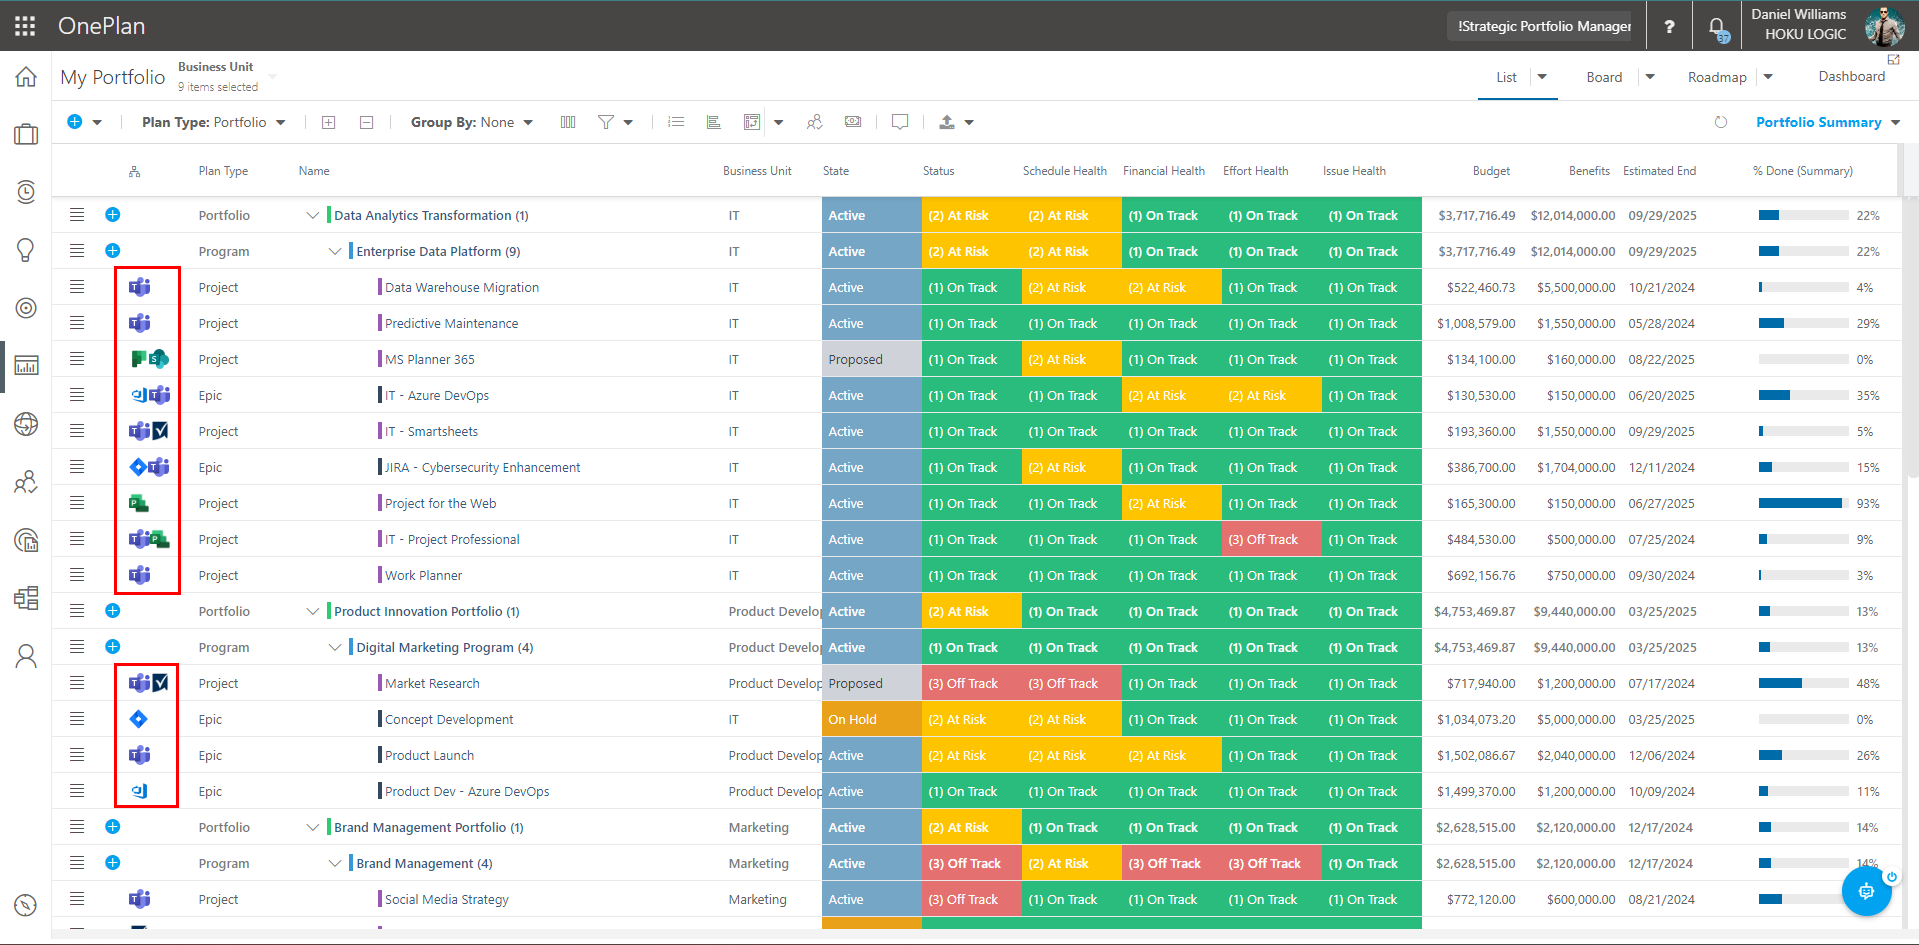 OnePlan !Strategic Portfolio Manager ? 37 Daniel Williams
HOKU LOGIC
My Portfolio Business Unit
9 items selected
List Board Roadmap Dashboard
Plan Type: Portfolio Group By: None Portfolio Summary
Plan Type Name Business Unit State Status Schedule Health Financial Health Effort Health Issue Health Budget Benefits Estimated End % Done (Summary)
Portfolio Data Analytics Transformation (1) IT Active (2) At Risk (2) At Risk (1) On Track (1) On Track (1) On Track $3,717,716.49 $12,014,000.00 09/29/2025 22%
Program Enterprise Data Platform (9) IT Active (2) At Risk (2) At Risk (1) On Track (1) On Track (1) On Track $3,717,716.49 $12,014,000.00 09/29/2025 22%
Project Data Warehouse Migration IT Active (1) On Track (2) At Risk (2) At Risk (1) On Track (1) On Track $522,460.73 $5,500,000.00 10/21/2024 4%
Project Predictive Maintenance IT Active (1) On Track (1) On Track (1) On Track (1) On Track (1) On Track $1,008,579.00 $1,550,000.00 05/28/2024 29%
Project MS Planner 365 IT Proposed (1) On Track (2) At Risk (1) On Track (1) On Track (1) On Track $134,100.00 $160,000.00 08/22/2025 0%
Epic IT - Azure DevOps IT Active (1) On Track (1) On Track (2) At Risk (2) At Risk (1) On Track $130,530.00 $150,000.00 06/20/2025 35%
Project IT - Smartsheets IT Active (1) On Track (1) On Track (1) On Track (1) On Track (1) On Track $193,360.00 $1,550,000.00 09/29/2025 5%
Epic JIRA - Cybersecurity Enhancement IT Active (1) On Track (2) At Risk (1) On Track (1) On Track (1) On Track $386,700.00 $1,704,000.00 12/11/2024 15%
Project Project for the Web IT Active (1) On Track (1) On Track (2) At Risk (1) On Track (1) On Track $165,300.00 $150,000.00 06/27/2025 93%
Project IT - Project Professional IT Active (1) On Track (1) On Track (1) On Track (3) Off Track (1) On Track $484,530.00 $500,000.00 07/25/2024 9%
Project Work Planner IT Active (1) On Track (1) On Track (1) On Track (1) On Track (1) On Track $692,156.76 $750,000.00 09/30/2024 3%
Portfolio Product Innovation Portfolio (1) Product Develop Active (2) At Risk (1) On Track (1) On Track (1) On Track (1) On Track $4,753,469.87 $9,440,000.00 03/25/2025 13%
Program Digital Marketing Program (4) Product Develop Active (1) On Track (1) On Track (1) On Track (1) On Track (1) On Track $4,753,469.87 $9,440,000.00 03/25/2025 13%
Project Market Research Product Develop Proposed (3) Off Track (3) Off Track (1) On Track (1) On Track (1) On Track $717,940.00 $1,200,000.00 07/17/2024 48%
Epic Concept Development IT On Hold (2) At Risk (2) At Risk (1) On Track (1) On Track (1) On Track $1,034,073.20 $5,000,000.00 03/25/2025 0%
Epic Product Launch Product Develop Active (2) At Risk (2) At Risk (2) At Risk (1) On Track (1) On Track $1,502,086.67 $2,040,000.00 12/06/2024 26%
Epic Product Dev - Azure DevOps Product Develop Active (1) On Track (1) On Track (1) On Track (1) On Track (1) On Track $1,499,370.00 $1,200,000.00 10/09/2024 11%
Portfolio Brand Management Portfolio (1) Marketing Active (2) At Risk (1) On Track (1) On Track (1) On Track (1) On Track $2,628,515.00 $2,120,000.00 12/17/2024 14%
Program Brand Management (4) Marketing Active (3) Off Track (2) At Risk (3) Off Track (3) Off Track (1) On Track $2,628,515.00 $2,120,000.00 12/17/2024 14%
Project Social Media Strategy Marketing Active (3) Off Track (1) On Track (1) On Track (1) On Track (1) On Track $772,120.00 $600,000.00 08/21/2024